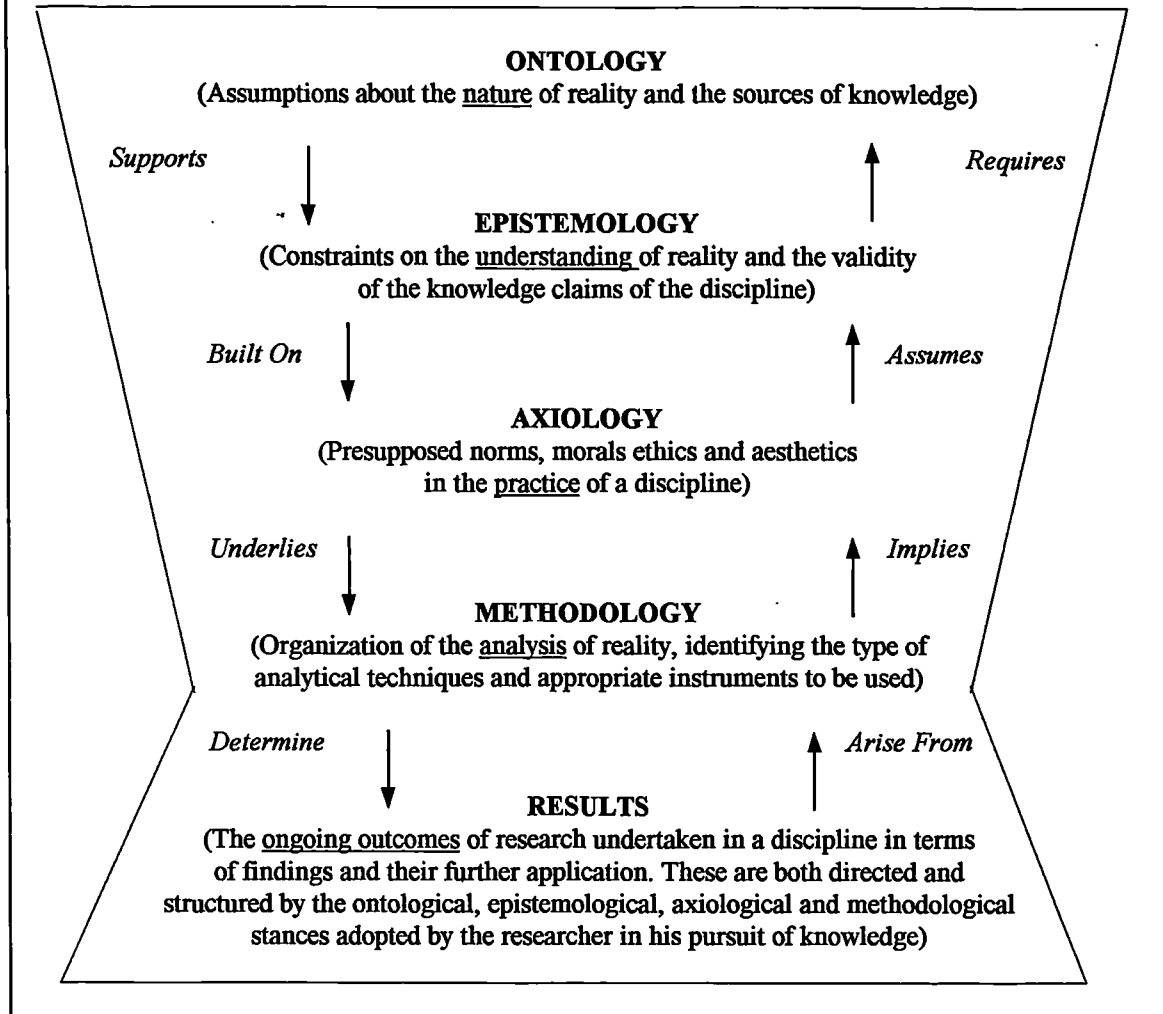 ONTOLOGY
(Assumptions about the nature of reality and the sources of knowledge)
Supports
Requires
EPISTEMOLOGY
(Constraints on the understanding of reality and the validity
of the knowledge claims of the discipline)
Built On
Assumes
AXIOLOGY
(Presupposed norms, morals ethics and aesthetics
in the practice of a discipline)
Underlies
Implies
METHODOLOGY
(Organization of the analysis of reality, identifying the type of
analytical techniques and appropriate instruments to be used)
Determine
Arise From
RESULTS
(The ongoing outcomes of research undertaken in a discipline in terms
of findings and their further application. These are both directed and
structured by the ontological, epistemological, axiological and methodological
stances adopted by the researcher in his pursuit of knowledge)